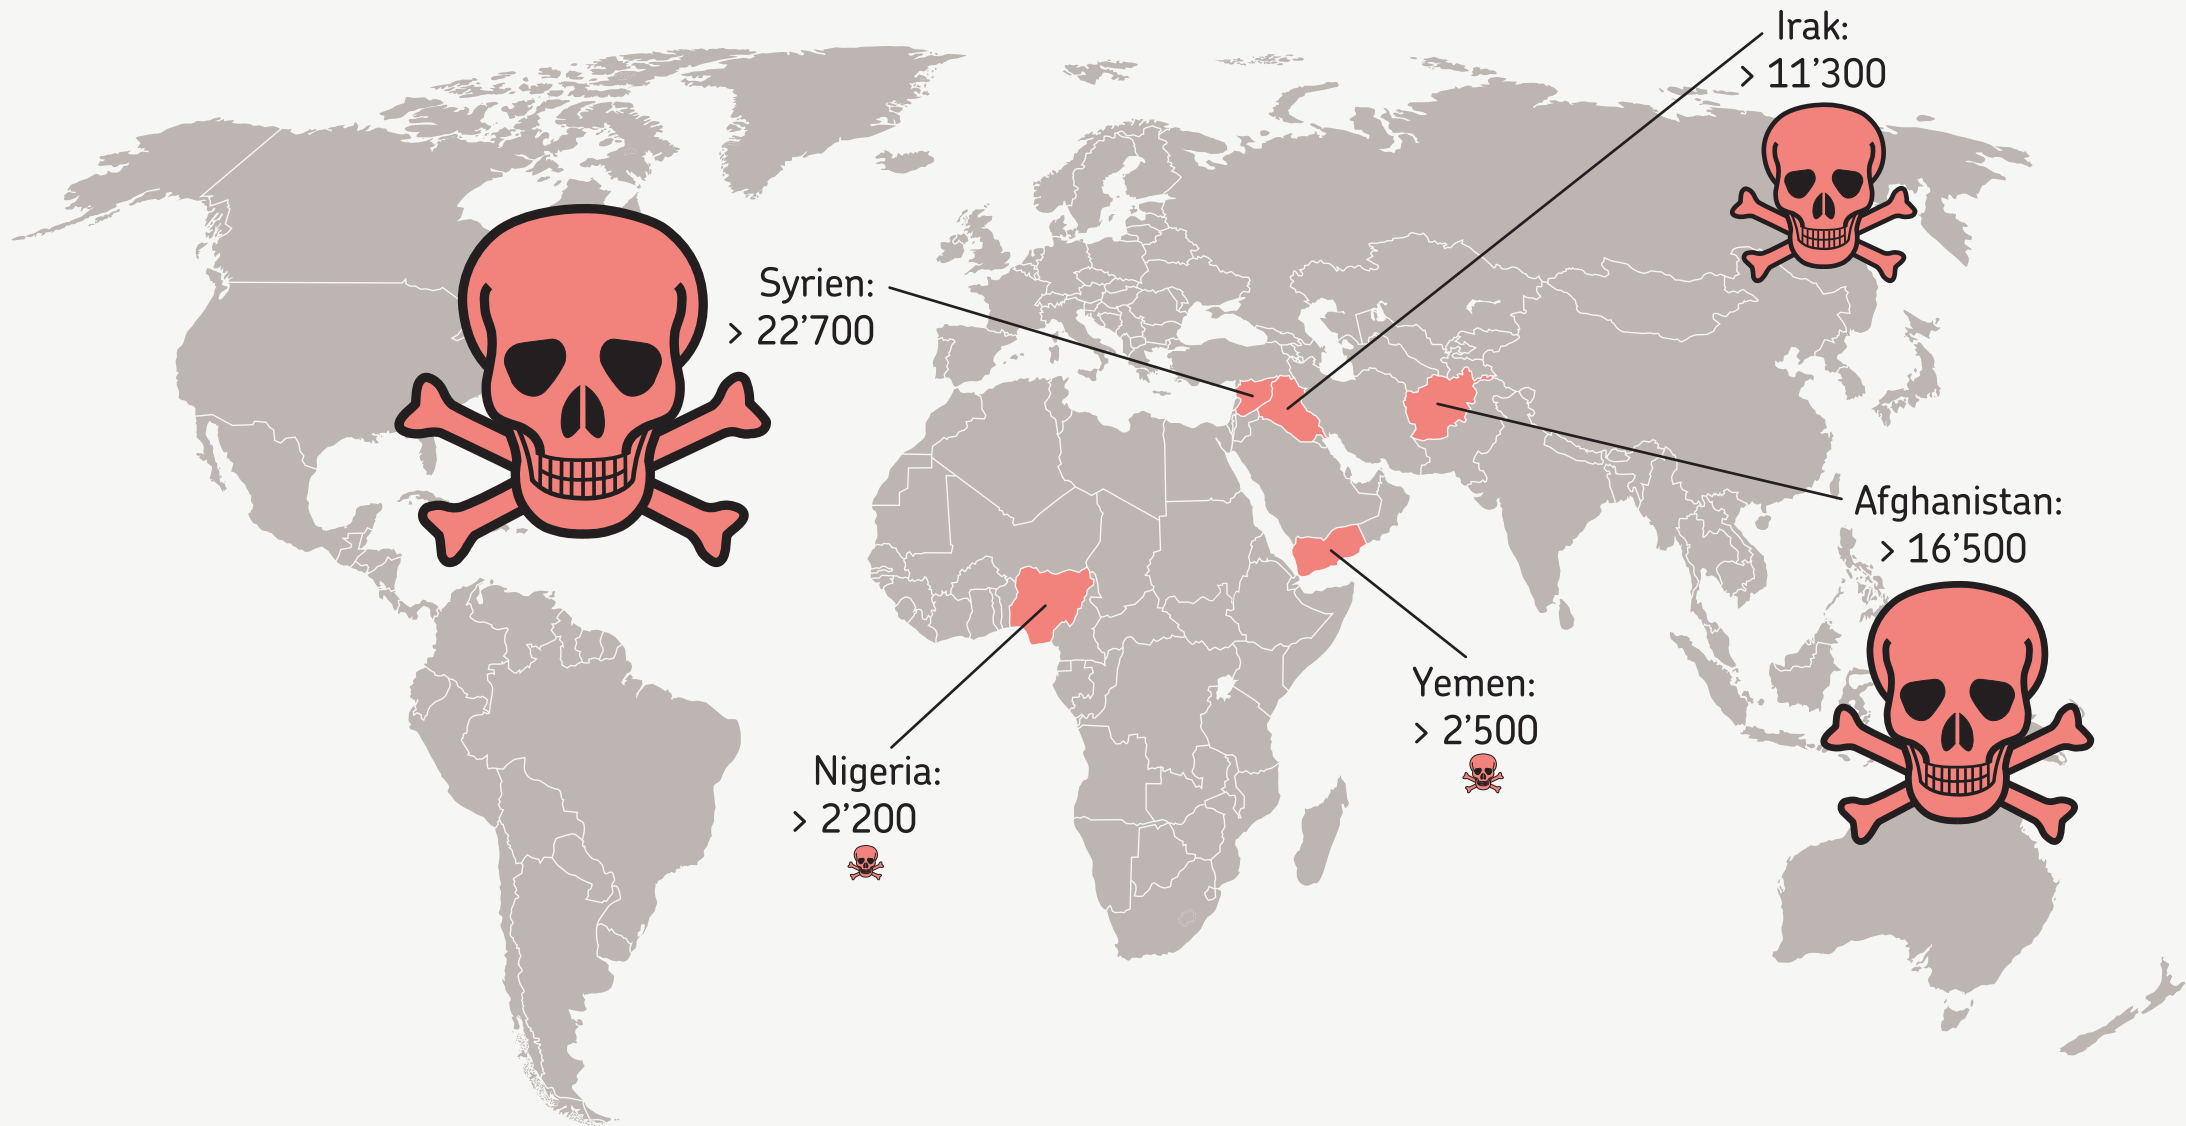 Irak:
> 11’300
Syrien:
> 22’700
Afghanistan:
> 16’500
Yemen:
> 2’500
Nigeria:
> 2’200